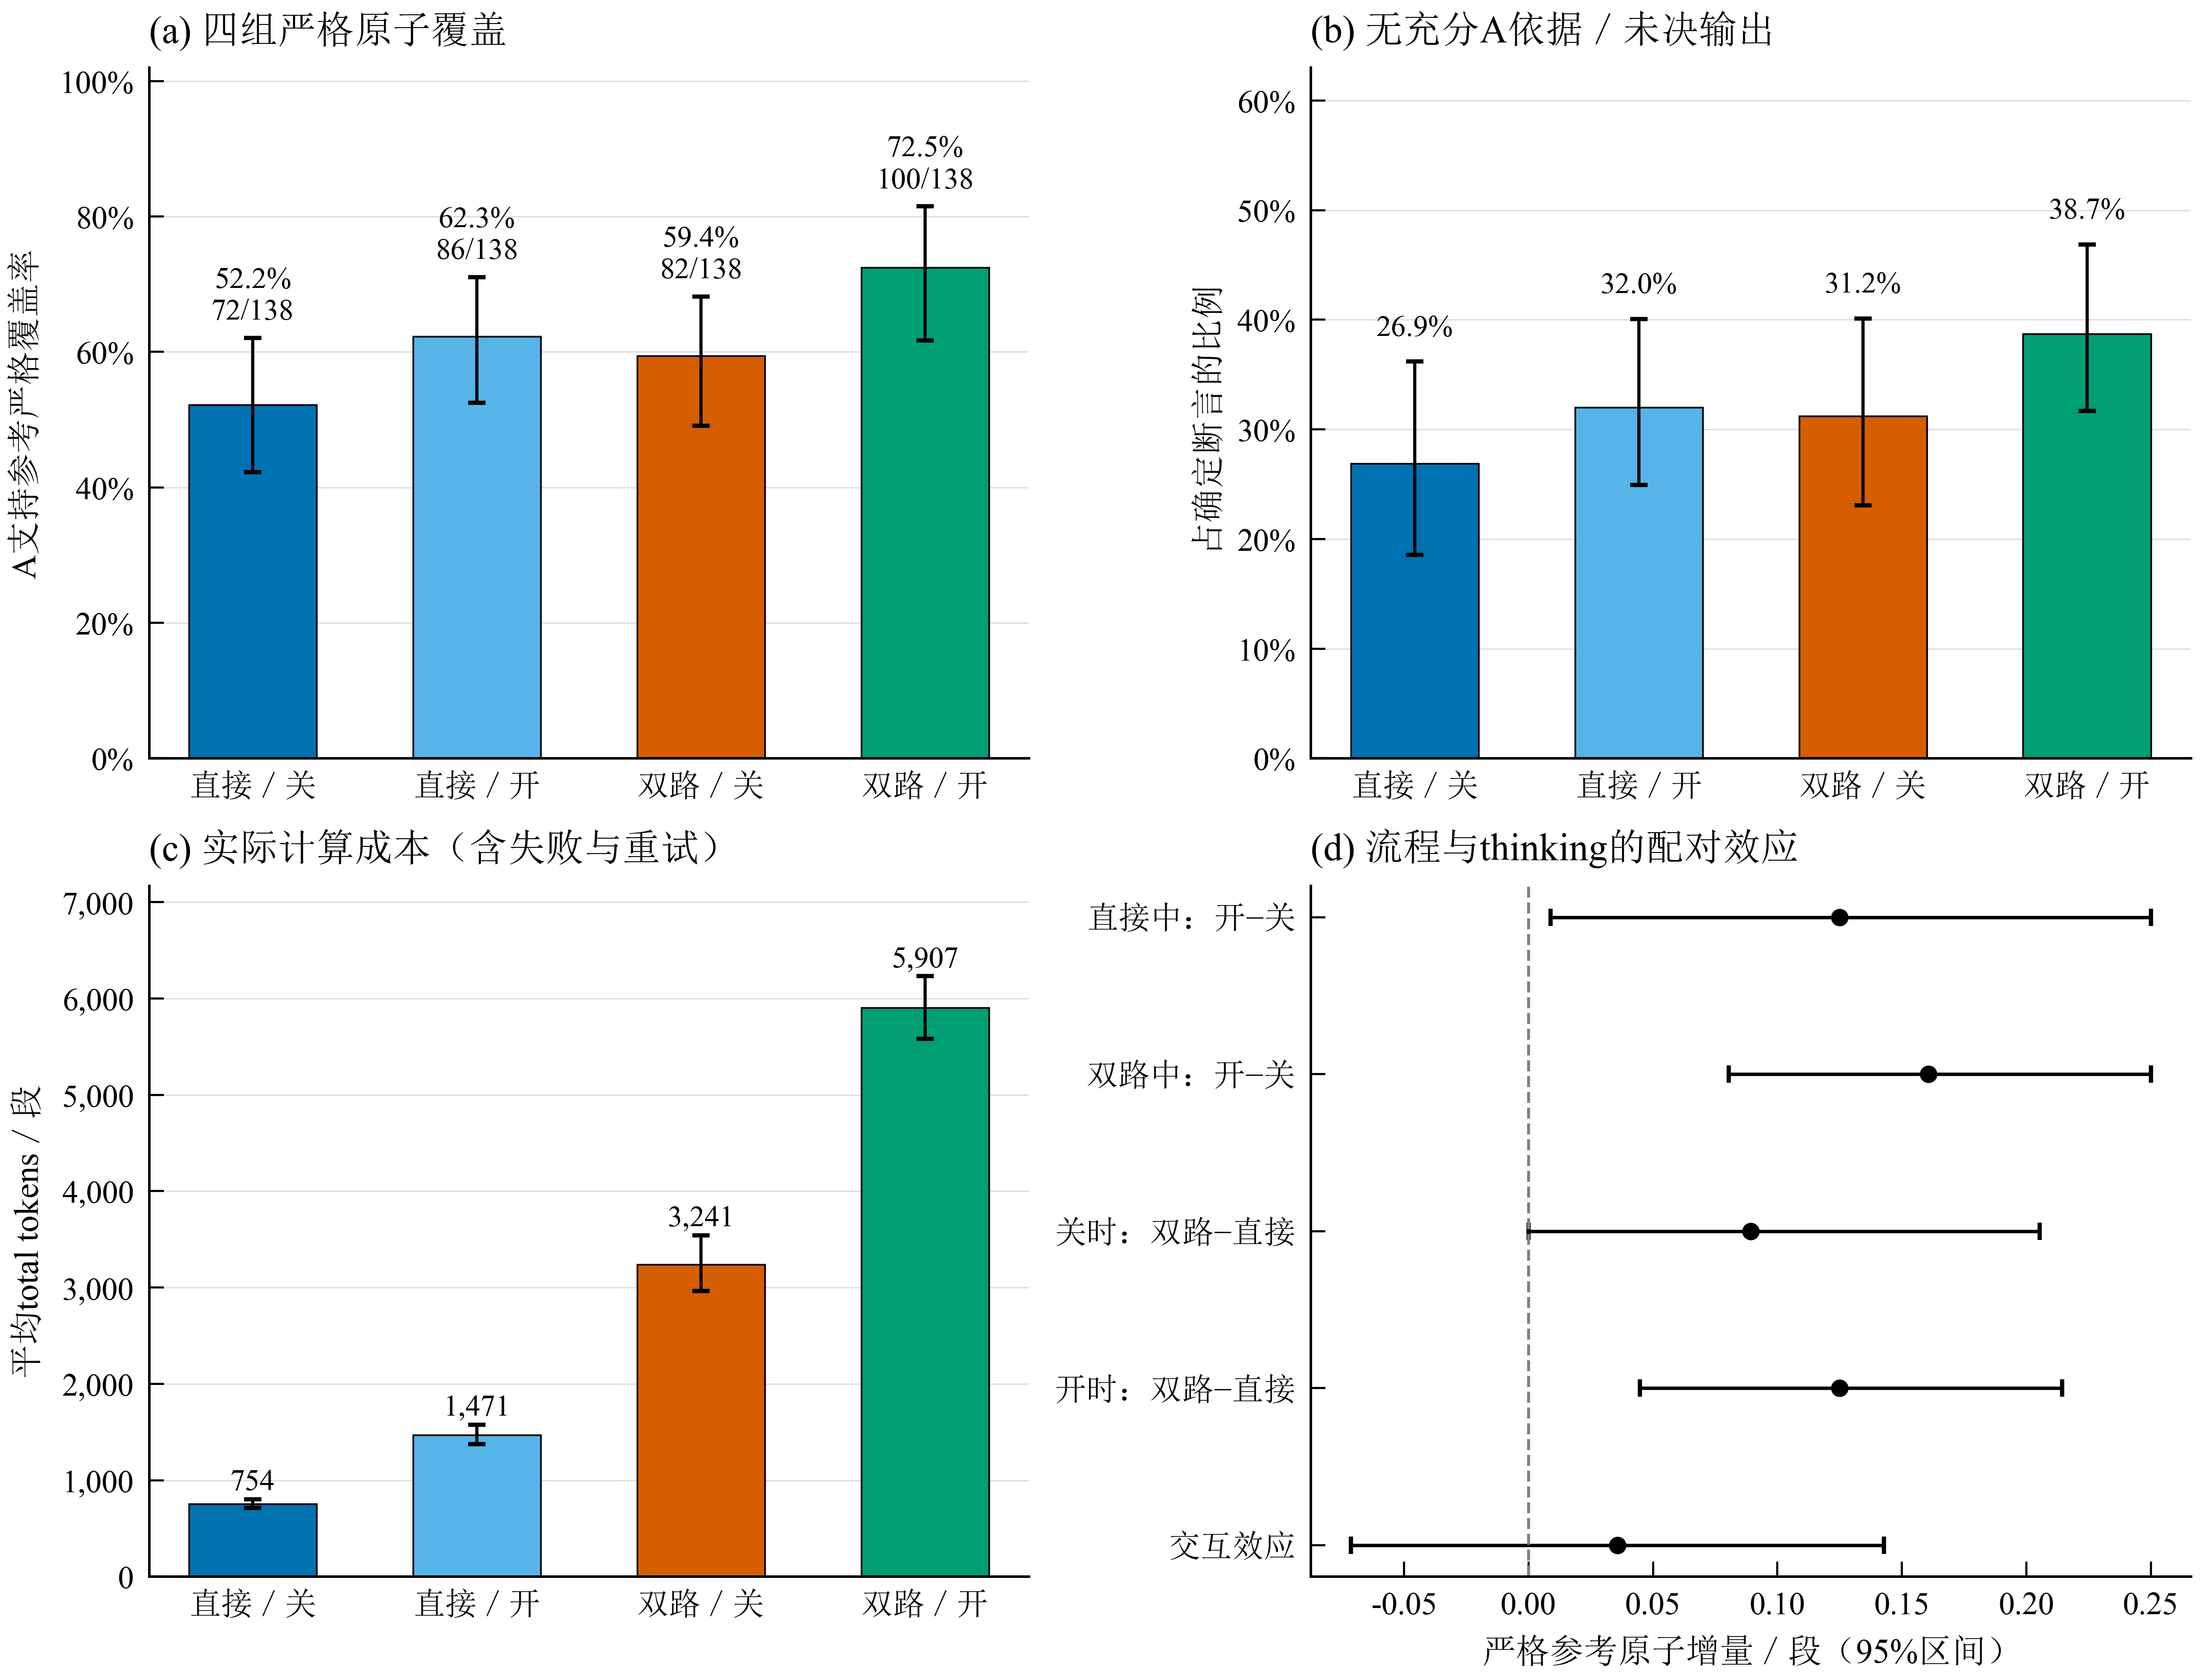 (a) 四组严格原子覆盖
A支持参考严格覆盖率
100%
80%
60%
40%
20%
0%
52.2%
72/138
62.3%
86/138
59.4%
82/138
72.5%
100/138
直接 / 关
直接 / 开
双路 / 关
双路 / 开
(b) 无充分A依据 / 未决输出
占确定断言的比例
60%
50%
40%
30%
20%
10%
0%
26.9%
32.0%
31.2%
38.7%
直接 / 关
直接 / 开
双路 / 关
双路 / 开
(c) 实际计算成本（含失败与重试）
平均total tokens / 段
7,000
6,000
5,000
4,000
3,000
2,000
1,000
0
754
1,471
3,241
5,907
直接 / 关
直接 / 开
双路 / 关
双路 / 开
(d) 流程与thinking的配对效应
直接中：开−关
双路中：开−关
关时：双路−直接
开时：双路−直接
交互效应
-0.05
0.00
0.05
0.10
0.15
0.20
0.25
严格参考原子增量 / 段（95%区间）